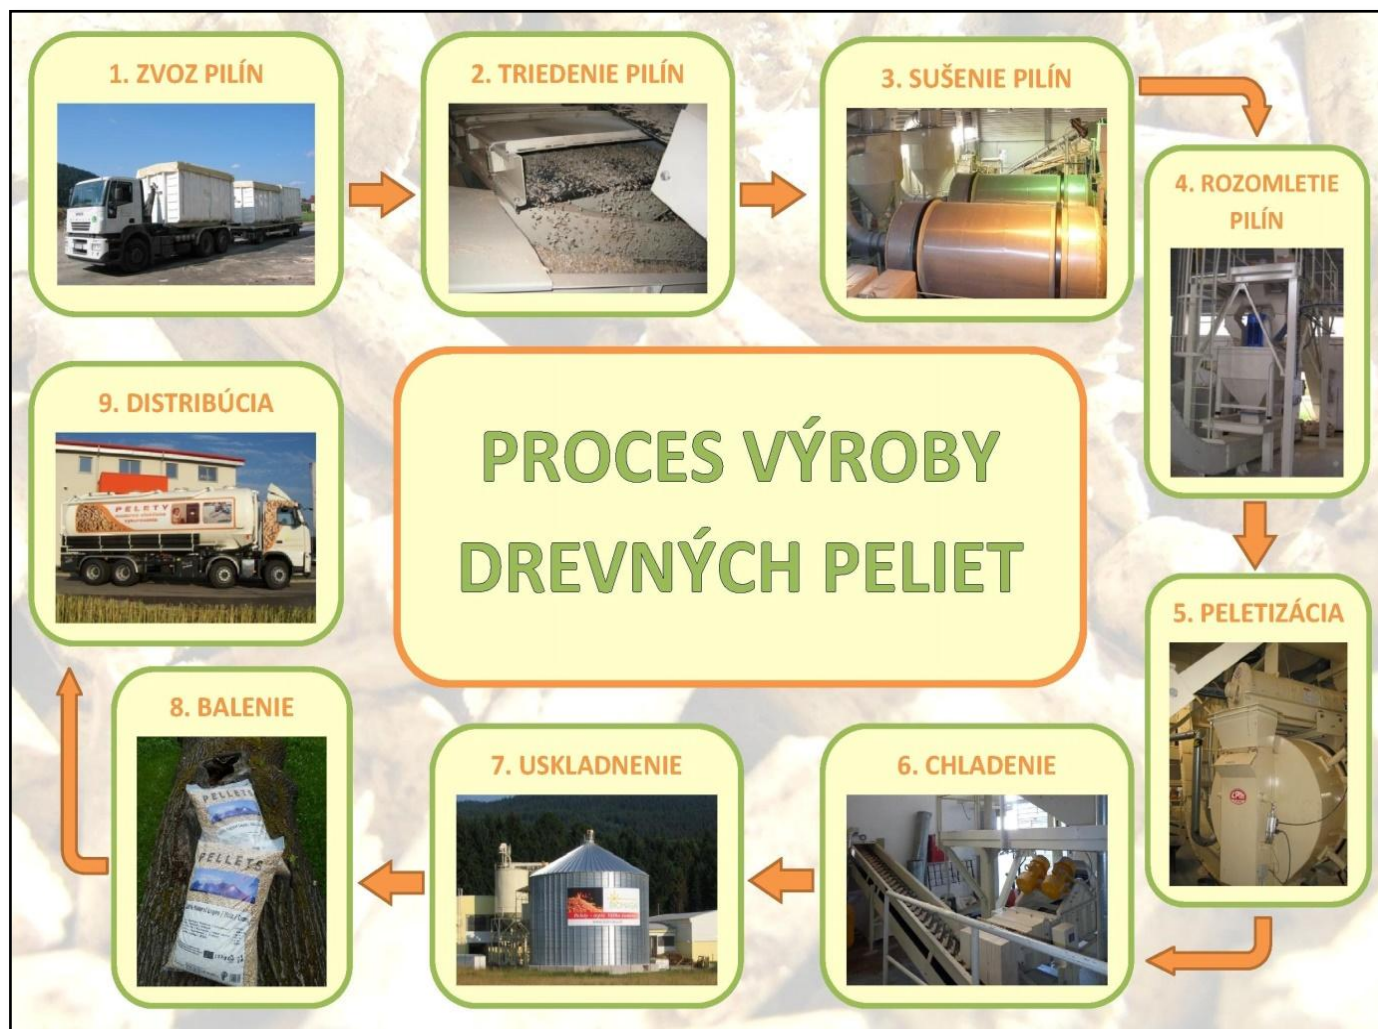 1. ZVOZ PILÍN
2. TRIEDENIE PILÍN
3. SUŠENIE PILÍN
4. ROZOMLETIE
PILÍN
PROCES VÝROBY
DREVNÝCH PELIET
9. DISTRIBÚCIA
PELETY
5. PELETIZÁCIA
8. BALENIE
PELLETS
PELLETS
7. USKLADNENIE
6. CHLADENIE